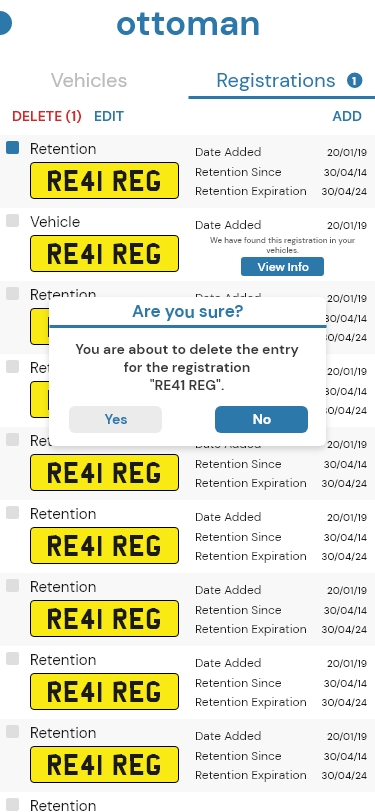 ottoman
Vehicles Registrations 1
DELETE (1) EDIT ADD
Retention
RE41 REG
Date Added 20/01/19
Retention Since 30/04/14
Retention Expiration 30/04/24
Vehicle
RE41 REG
Date Added 20/01/19
We have found this registration in your
vehicles.
View Info
Retention
Date Added 20/01/19
30/04/14
30/04/24
Are you sure?
You are about to delete the entry
for the registration
"RE41 REG".
Yes No
Ret
20/01/19
30/04/14
30/04/24
Ret
RE41 REG
Date Added 20/01/19
Retention Since 30/04/14
Retention Expiration 30/04/24
Retention
RE41 REG
Date Added 20/01/19
Retention Since 30/04/14
Retention Expiration 30/04/24
Retention
RE41 REG
Date Added 20/01/19
Retention Since 30/04/14
Retention Expiration 30/04/24
Retention
RE41 REG
Date Added 20/01/19
Retention Since 30/04/14
Retention Expiration 30/04/24
Retention
RE41 REG
Date Added 20/01/19
Retention Since 30/04/14
Retention Expiration 30/04/24
Retention